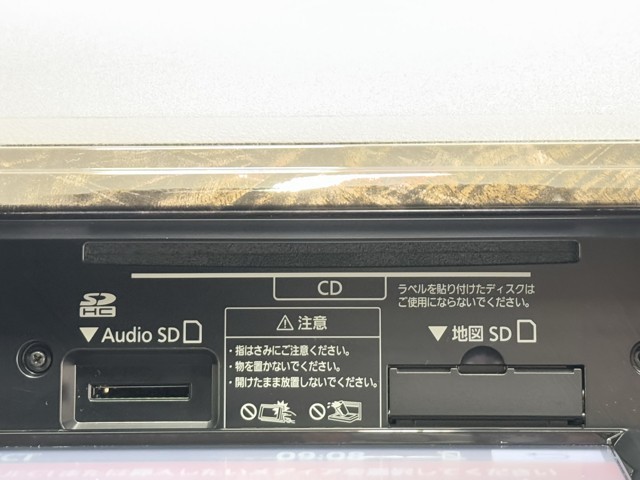 CD
ラベルを貼り付けたディスクは
ご使用にならないでください。
SD
HC
▼Audio SD
⚠注意
・指はさみにご注意ください。
・物を置かないでください。
・開けたまま放置しないでください。
▼地図 SD
09:08